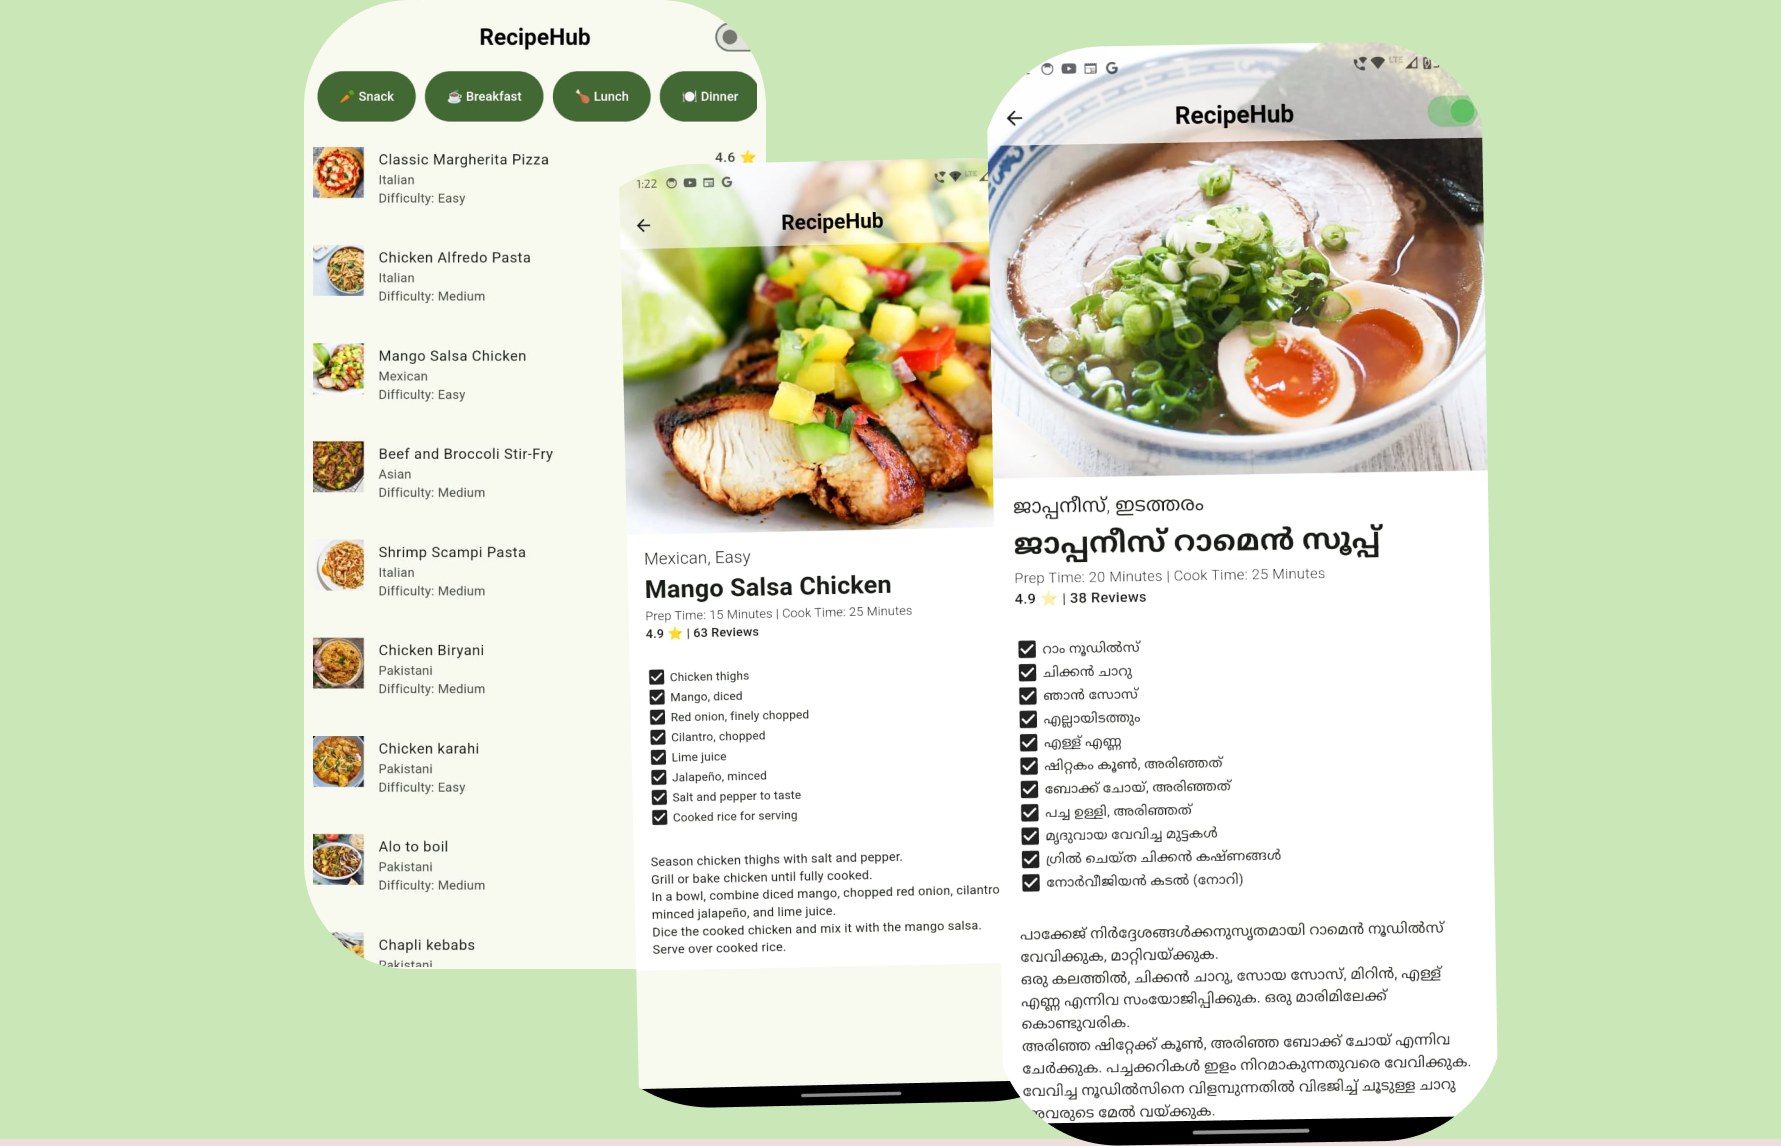 RecipeHub
🥕 Snack
☕ Breakfast
🍗 Lunch
🍽 Dinner
Classic Margherita Pizza
4.6 ⭐
Italian
Difficulty: Easy
Chicken Alfredo Pasta
Italian
Difficulty: Medium
Mango Salsa Chicken
Mexican
Difficulty: Easy
Beef and Broccoli Stir-Fry
Asian
Difficulty: Medium
Shrimp Scampi Pasta
Italian
Difficulty: Medium
Chicken Biryani
Pakistani
Difficulty: Medium
Chicken karahi
Pakistani
Difficulty: Easy
Alo to boil
Pakistani
Difficulty: Medium
Chapli kebabs
Pakistani
1:22
LTE
RecipeHub
Mexican, Easy
Mango Salsa Chicken
Prep Time: 15 Minutes | Cook Time: 25 Minutes
4.9 ⭐ | 63 Reviews
Chicken thighs
Mango, diced
Red onion, finely chopped
Cilantro, chopped
Lime juice
Jalapeño, minced
Salt and pepper to taste
Cooked rice for serving
Season chicken thighs with salt and pepper.
Grill or bake chicken until fully cooked.
In a bowl, combine diced mango, chopped red onion, cilantro
minced jalapeño, and lime juice.
Dice the cooked chicken and mix it with the mango salsa.
Serve over cooked rice.
LTE
RecipeHub
ജാപ്പനീസ്, ഇടത്തരം
ജാപ്പനീസ് റാമെൻ സൂപ്പ്
Prep Time: 20 Minutes | Cook Time: 25 Minutes
4.9 ⭐ | 38 Reviews
റാം നൂഡിൽസ്
ചിക്കൻ ചാറു
ഞാൻ സോസ്
എല്ലായിടത്തും
എള്ള് എണ്ണ
ഷിറ്റകം കൂൺ, അരിഞ്ഞത്
ബോക്ക് ചോയ്, അരിഞ്ഞത്
പച്ച ഉള്ളി, അരിഞ്ഞത്
മൃദുവായ വേവിച്ച മുട്ടകൾ
ഗ്രിൽ ചെയ്ത ചിക്കൻ കഷ്ണങ്ങൾ
നോർവീജിയൻ കടൽ (നോറി)
പാക്കേജ് നിർദ്ദേശങ്ങൾക്കനുസൃതമായി റാമെൻ നൂഡിൽസ്
വേവിക്കുക, മാറ്റിവയ്ക്കുക.
ഒരു കലത്തിൽ, ചിക്കൻ ചാറു, സോയ സോസ്, മിറിൻ, എള്ള്
എണ്ണ എന്നിവ സംയോജിപ്പിക്കുക. ഒരു മാരിമിലേക്ക്
കൊണ്ടുവരിക.
അരിഞ്ഞ ഷിറ്റേക്ക് കൂൺ, അരിഞ്ഞ ബോക്ക് ചോയ് എന്നിവ
ചേർക്കുക. പച്ചക്കറികൾ ഇളം നിറമാകുന്നതുവരെ വേവിക്കുക.
വേവിച്ച നൂഡിൽസിനെ വിളമ്പുന്നതിൽ വിഭജിച്ച് ചൂടുള്ള ചാറു
അവരുടെ മേൽ വയ്ക്കുക.